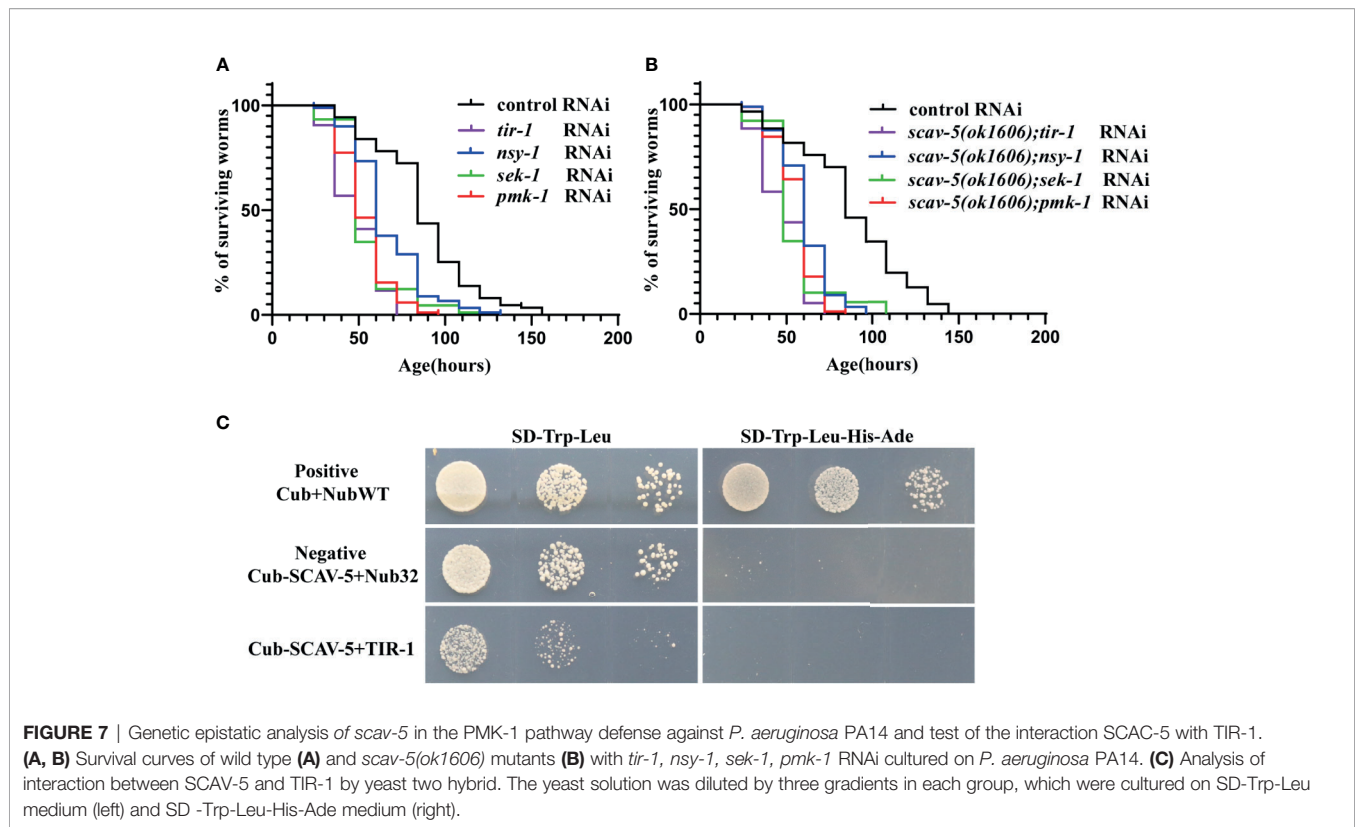 A
100
50
0
% of surviving worms
0 50 100 150 200
Age(hours)
control RNAi
tir-1 RNAi
nsy-1 RNAi
sek-1 RNAi
pmk-1 RNAi
B
100
50
0
% of surviving worms
0 50 100 150 200
Age(hours)
control RNAi
scav-5(ok1606);tir-1 RNAi
scav-5(ok1606);nsy-1 RNAi
scav-5(ok1606);sek-1 RNAi
scav-5(ok1606);pmk-1 RNAi
C
SD-Trp-Leu SD-Trp-Leu-His-Ade
Positive
Cub+NubWT
Negative
Cub-SCAV-5+Nub32
Cub-SCAV-5+TIR-1
FIGURE 7 | Genetic epistatic analysis of scav-5 in the PMK-1 pathway defense against P. aeruginosa PA14 and test of the interaction SCAC-5 with TIR-1.
(A, B) Survival curves of wild type (A) and scav-5(ok1606) mutants (B) with tir-1, nsy-1, sek-1, pmk-1 RNAi cultured on P. aeruginosa PA14. (C) Analysis of
interaction between SCAV-5 and TIR-1 by yeast two hybrid. The yeast solution was diluted by three gradients in each group, which were cultured on SD-Trp-Leu
medium (left) and SD -Trp-Leu-His-Ade medium (right).